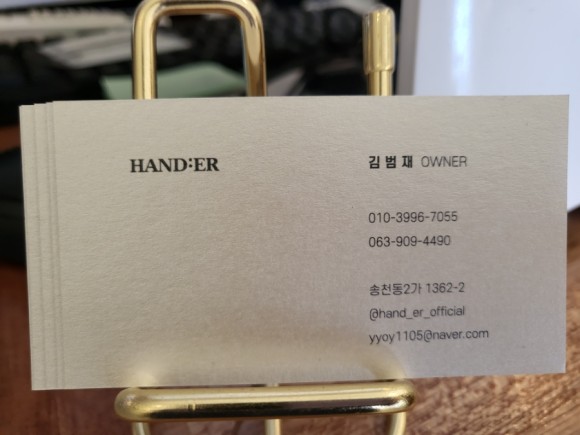 HAND:ER
김범재 OWNER
010-3996-7055
063-909-4490
송천동2가 1362-2
@hand_er_official
yyoy1105@naver.com